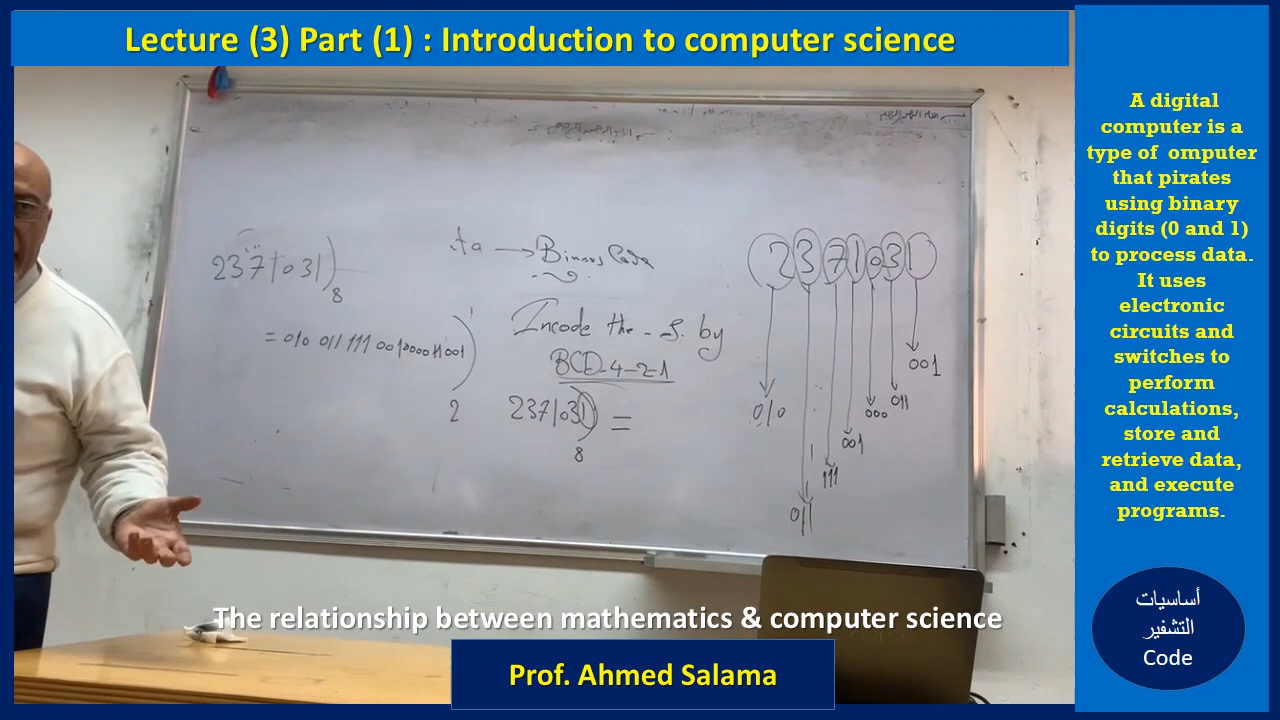 Lecture (3) Part (1) : Introduction to computer science
2371031)8
= 010 011 111 001 000 011 001)2
ta → Binary Code
Incode the - S. by
BCD-4-2-1
2371031)8 =
2 3 7 1 0 3 1
001
010
000
011
001
111
011
The relationship between mathematics & computer science
Prof. Ahmed Salama
A digital
computer is a
type of omputer
that pirates
using binary
digits (0 and 1)
to process data.
It uses
electronic
circuits and
switches to
perform
calculations,
store and
retrieve data,
and execute
programs.
أساسيات
التشفير
Code